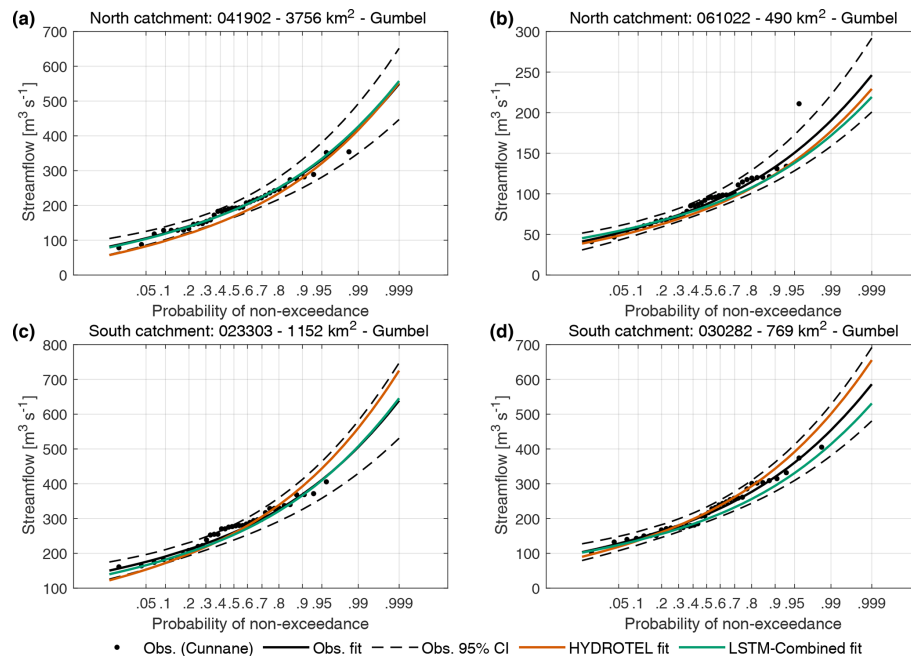 (a) North catchment: 041902 - 3756 km² - Gumbel
700
600
500
400
300
200
100
0
Streamflow [m³ s⁻¹]
.05 .1 .2 .3 .4 .5 .6 .7 .8 .9 .95 .99 .999
Probability of non-exceedance
(b) North catchment: 061022 - 490 km² - Gumbel
300
250
200
150
100
50
0
Streamflow [m³ s⁻¹]
.05 .1 .2 .3 .4 .5 .6 .7 .8 .9 .95 .99 .999
Probability of non-exceedance
(c) South catchment: 023303 - 1152 km² - Gumbel
800
700
600
500
400
300
200
100
Streamflow [m³ s⁻¹]
.05 .1 .2 .3 .4 .5 .6 .7 .8 .9 .95 .99 .999
Probability of non-exceedance
(d) South catchment: 030282 - 769 km² - Gumbel
700
600
500
400
300
200
100
0
Streamflow [m³ s⁻¹]
.05 .1 .2 .3 .4 .5 .6 .7 .8 .9 .95 .99 .999
Probability of non-exceedance
Obs. (Cunnane) Obs. fit Obs. 95% CI HYDROTEL fit LSTM-Combined fit